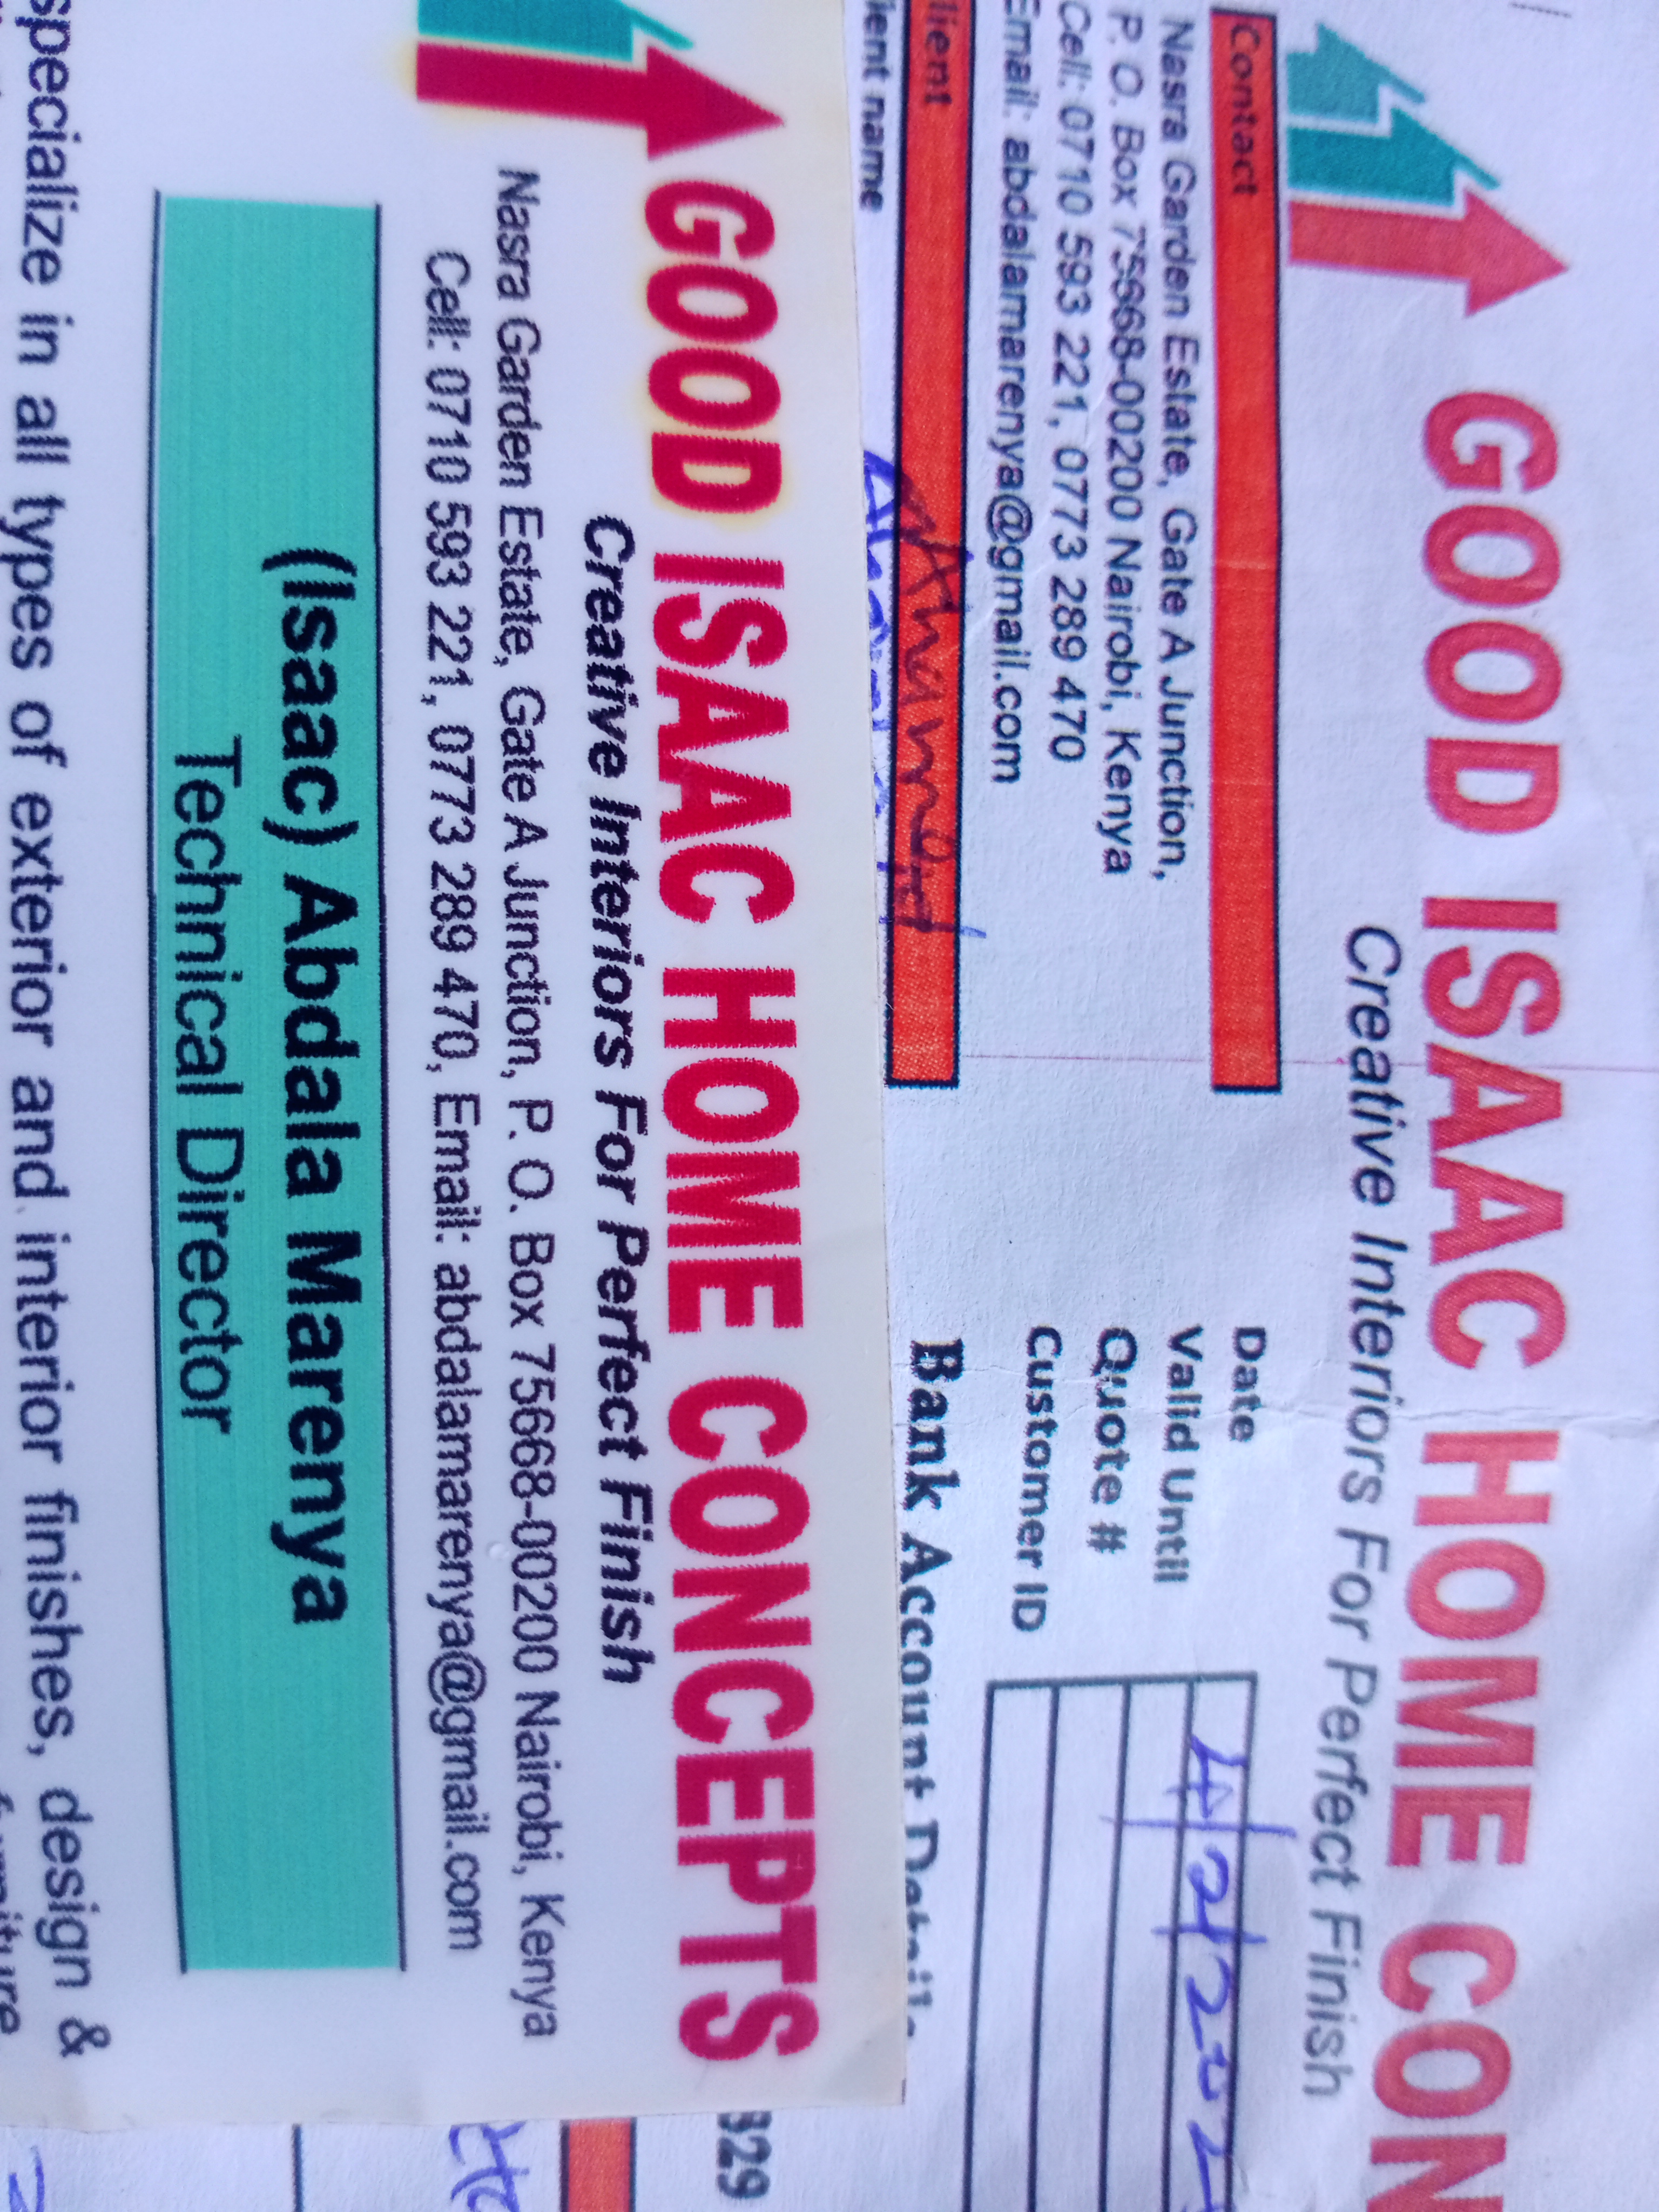 GOOD ISAAC HOME CON
Creative Interiors For Perfect Finish
Contact
Nasra Garden Estate, Gate A Junction,
P. O. Box 75668-00200 Nairobi, Kenya
Cell: 0710 593 221, 0773 289 470
Email: abdalamarenya@gmail.com
Date
Valid Until
Quote #
Customer ID
lient
ient name
Bank Account Details
329
GOOD ISAAC HOME CONCEPTS
Creative Interiors For Perfect Finish
Nasra Garden Estate, Gate A Junction, P. O. Box 75668-00200 Nairobi, Kenya
Cell: 0710 593 221, 0773 289 470, Email: abdalamarenya@gmail.com
(Isaac) Abdala Marenya
Technical Director
specialize in all types of exterior and interior finishes, design &